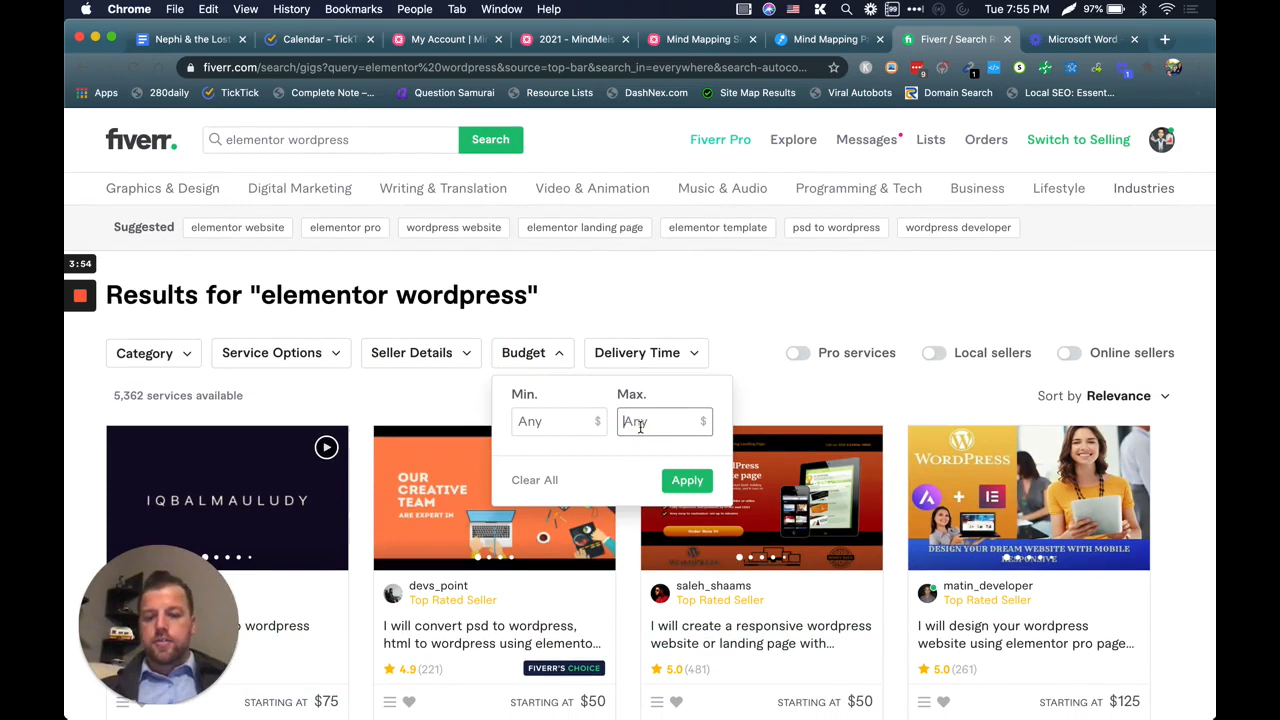 Chrome File Edit View History Bookmarks People Tab Window Help 99 Tue 7:55 PM 97%
Nephi & the Lost Calendar - TickT My Account | Mi 2021 - MindMeis Mind Mapping S Mind Mapping P Fiverr / Search R Microsoft Word -
fiverr.com/search/gigs?query=elementor%20wordpress&source=top-bar&search_in=everywhere&search-autoco...
Apps 280daily TickTick Complete Note -... Question Samurai Resource Lists DashNex.com Site Map Results Viral Autobots Domain Search Local SEO: Essent...
fiverr. elementor wordpress Search Fiverr Pro Explore Messages Lists Orders Switch to Selling
Graphics & Design Digital Marketing Writing & Translation Video & Animation Music & Audio Programming & Tech Business Lifestyle Industries
Suggested elementor website elementor pro wordpress website elementor landing page elementor template psd to wordpress wordpress developer
3:54
Results for "elementor wordpress"
Category Service Options Seller Details Budget Delivery Time Pro services Local sellers Online sellers
Min. Max.
5,362 services available Sort by Relevance
Any $ Any $
Clear All Apply
IQBALMAULUDY
OUR
CREATIVE
TEAM
ARE EXPERT IN
WORDPRESS
DESIGN YOUR DREAM WEBSITE WITH MOBILE
RESPONSIVE
devs_point saleh_shaams matin_developer
Top Rated Seller Top Rated Seller Top Rated Seller
o wordpress I will convert psd to wordpress, I will create a responsive wordpress I will design your wordpress
html to wordpress using elemento... website or landing page with... website using elementor pro page...
4.9 (221) FIVERR'S CHOICE 5.0 (481) 5.0 (261)
STARTING AT $75 STARTING AT $50 STARTING AT $50 STARTING AT $125